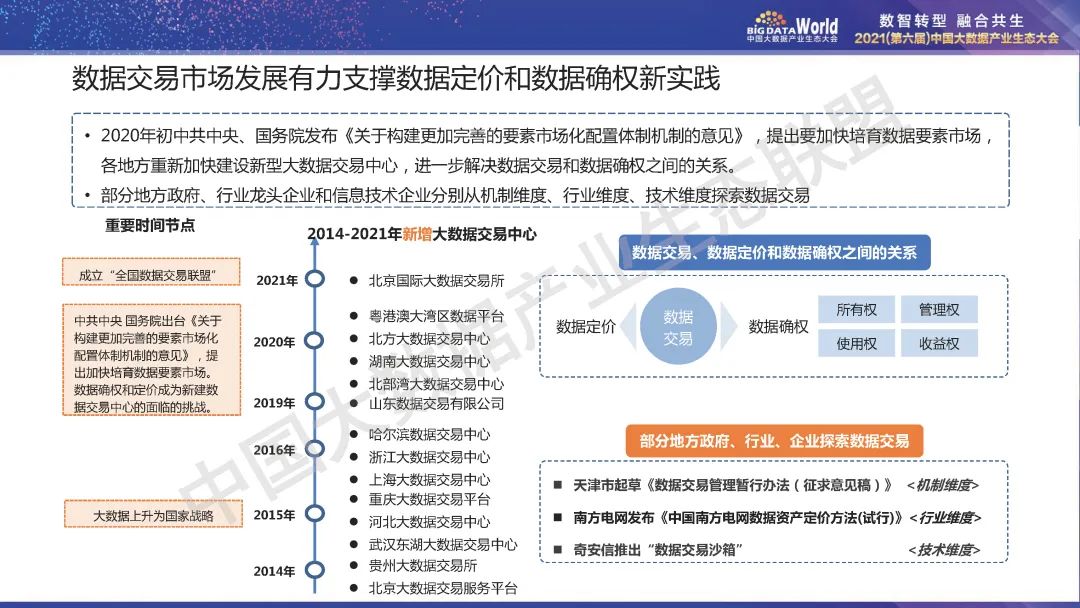 BIG DATA World
中国大数据产业生态大会
数智转型 融合共生
2021(第六届)中国大数据产业生态大会
数据交易市场发展有力支撑数据定价和数据确权新实践
• 2020年初中共中央、国务院发布《关于构建更加完善的要素市场化配置体制机制的意见》，提出要加快培育数据要素市场，
各地方重新加快建设新型大数据交易中心，进一步解决数据交易和数据确权之间的关系。
• 部分地方政府、行业龙头企业和信息技术企业分别从机制维度、行业维度、技术维度探索数据交易
重要时间节点
成立“全国数据交易联盟”
中共中央 国务院出台《关于
构建更加完善的要素市场化
配置体制机制的意见》，提
出加快培育数据要素市场。
数据确权和定价成为新建数
据交易中心的面临的挑战。
大数据上升为国家战略
2014-2021年新增大数据交易中心
2021年
2020年
2019年
2016年
2015年
2014年
● 北京国际大数据交易所
● 粤港澳大湾区数据平台
● 北方大数据交易中心
● 湖南大数据交易中心
● 北部湾大数据交易中心
● 山东数据交易有限公司
● 哈尔滨数据交易中心
● 浙江大数据交易中心
● 上海大数据交易中心
● 重庆大数据交易平台
● 河北大数据交易中心
● 武汉东湖大数据交易中心
● 贵州大数据交易所
● 北京大数据交易服务平台
数据交易、数据定价和数据确权之间的关系
数据定价
数据
交易
数据确权
所有权
管理权
使用权
收益权
部分地方政府、行业、企业探索数据交易
■ 天津市起草《数据交易管理暂行办法（征求意见稿）》 <机制维度>
■ 南方电网发布《中国南方电网数据资产定价方法(试行)》<行业维度>
■ 奇安信推出“数据交易沙箱” <技术维度>
中国大数据产业生态联盟